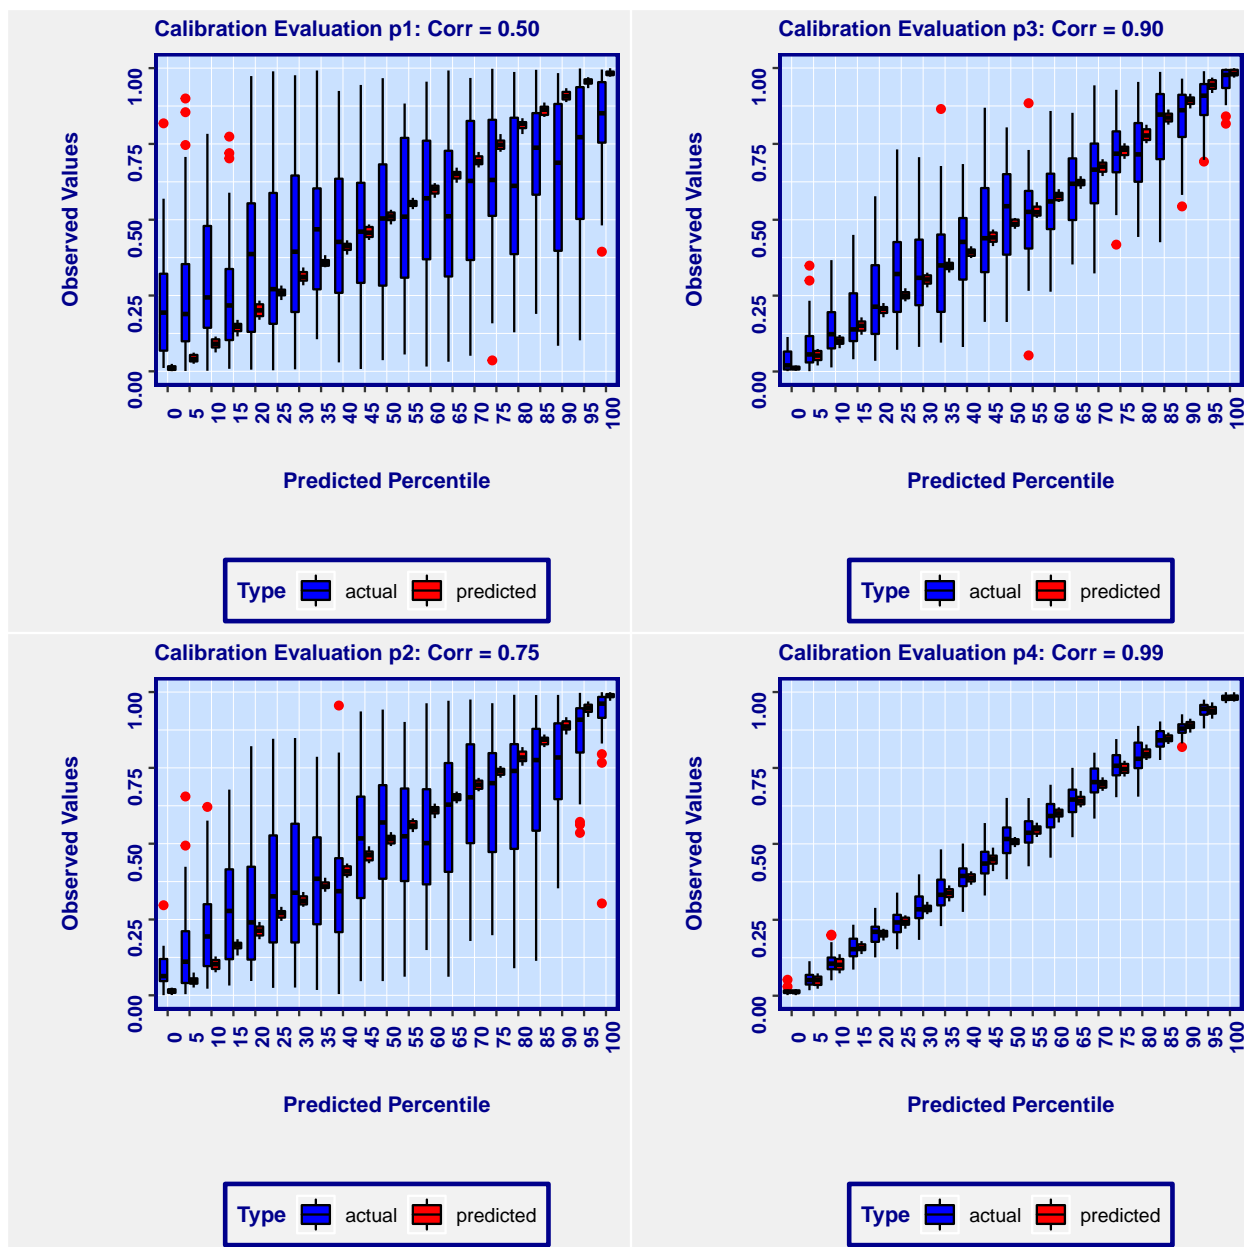 Calibration Evaluation p1: Corr = 0.50
Observed Values
1.00
0.75
0.50
0.25
0.00
0 5 10 15 20 25 30 35 40 45 50 55 60 65 70 75 80 85 90 95 100
Predicted Percentile
Type actual predicted
Calibration Evaluation p3: Corr = 0.90
Observed Values
1.00
0.75
0.50
0.25
0.00
0 5 10 15 20 25 30 35 40 45 50 55 60 65 70 75 80 85 90 95 100
Predicted Percentile
Type actual predicted
Calibration Evaluation p2: Corr = 0.75
Observed Values
1.00
0.75
0.50
0.25
0.00
0 5 10 15 20 25 30 35 40 45 50 55 60 65 70 75 80 85 90 95 100
Predicted Percentile
Type actual predicted
Calibration Evaluation p4: Corr = 0.99
Observed Values
1.00
0.75
0.50
0.25
0.00
0 5 10 15 20 25 30 35 40 45 50 55 60 65 70 75 80 85 90 95 100
Predicted Percentile
Type actual predicted